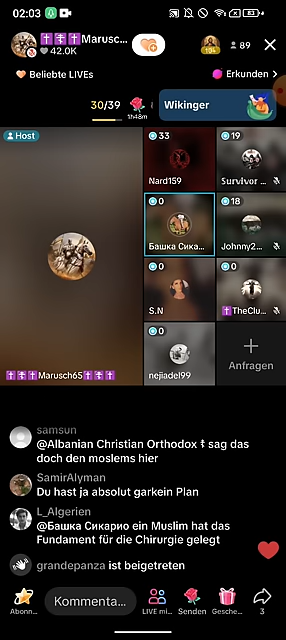 02:03
83
✝️☦️✝️Marusc...
42.0K
89
Beliebte LIVEs
Erkunden >
30/39
1h48m
Wikinger
Host
33
19
Nard159
Survivor ...
0
18
Башка Сика...
Johnny2...
0
0
S.N
✝️TheClu...
0
nejiadel99
Anfragen
✝️✝️✝️Marusch65✝️✝️✝️
samsun
@Albanian Christian Orthodox ☦ sag das
doch den moslems hier
SamirAlyman
Du hast ja absolut garkein Plan
L_Algerien
@Башка Сикарио ein Muslim hat das
Fundament für die Chirurgie gelegt
grandepanza ist beigetreten
Abonn...
Kommenta...
LIVE mi...
Senden
Gesche...
3